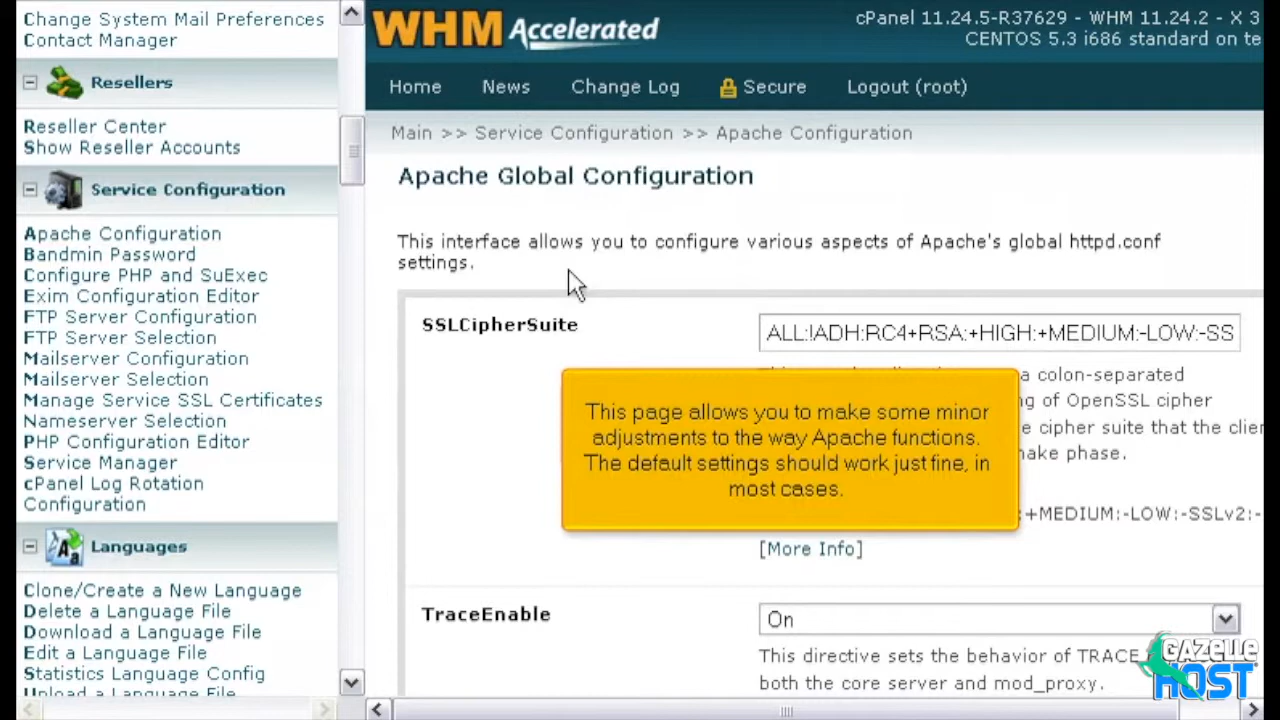 Change System Mail Preferences
Contact Manager
Resellers
Reseller Center
Show Reseller Accounts
Service Configuration
Apache Configuration
Bandmin Password
Configure PHP and SuExec
Exim Configuration Editor
FTP Server Configuration
FTP Server Selection
Mailserver Configuration
Mailserver Selection
Manage Service SSL Certificates
Nameserver Selection
PHP Configuration Editor
Service Manager
cPanel Log Rotation
Configuration
Languages
Clone/Create a New Language
Delete a Language File
Download a Language File
Edit a Language File
Statistics Language Config
Upload a Language File
WHM Accelerated
cPanel 11.24.5-R37629 - WHM 11.24.2 - X 3
CENTOS 5.3 i686 standard on te
Home News Change Log Secure Logout (root)
Main >> Service Configuration >> Apache Configuration
Apache Global Configuration
This interface allows you to configure various aspects of Apache's global httpd.conf
settings.
SSLCipherSuite
ALL:!ADH:RC4+RSA:+HIGH:+MEDIUM:-LOW:-SS
a colon-separated
ng of OpenSSL cipher
e cipher suite that the clien
nake phase.
This page allows you to make some minor
adjustments to the way Apache functions.
The default settings should work just fine, in
most cases.
:+MEDIUM:-LOW:-SSLv2:-
[More Info]
TraceEnable
On
This directive sets the behavior of TRACE
both the core server and mod_proxy.
GAZELLE
HOST